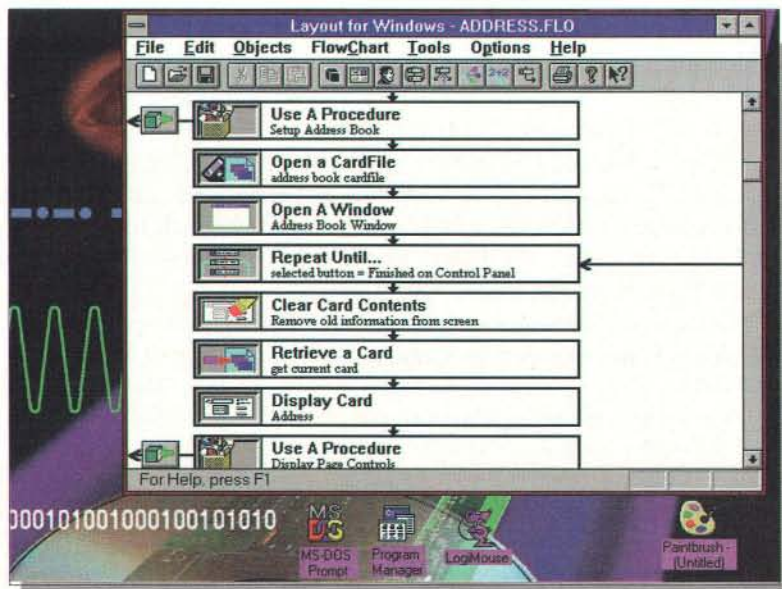 Layout for Windows - ADDRESS.FLO
File Edit Objects FlowChart Tools Options Help
2+2
Use A Procedure
Setup Address Book
Open a CardFile
address book cardfile
Open A Window
Address Book Window
Repeat Until...
selected button = Finished on Control Panel
Clear Card Contents
Remove old information from screen
Retrieve a Card
get current card
Display Card
Address
Use A Procedure
Display Page Controls
For Help, press F1
000101001000100101010
MS-DOS Prompt
Program Manager
LogiMouse
Paintbrush - (Untitled)